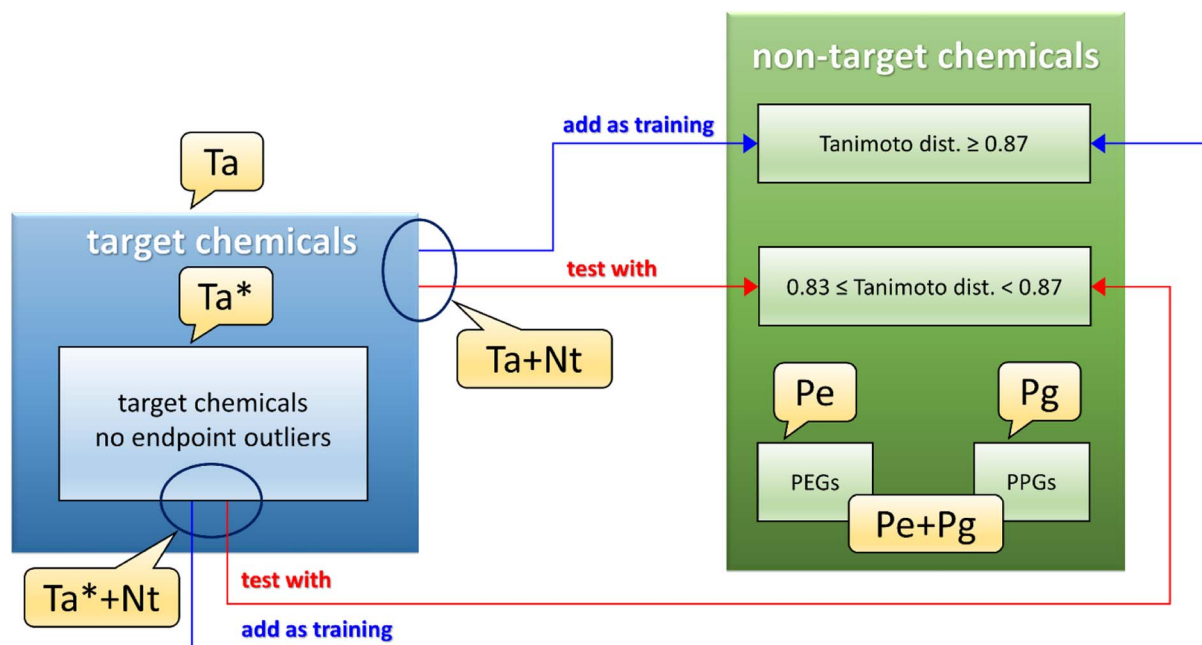 non-target chemicals
add as training
Tanimoto dist. ≥ 0.87
Ta
target chemicals
test with
0.83 ≤ Tanimoto dist. < 0.87
Ta*
Ta+Nt
target chemicals
no endpoint outliers
Pe
Pg
PEGs
PPGs
Pe+Pg
Ta*+Nt
test with
add as training